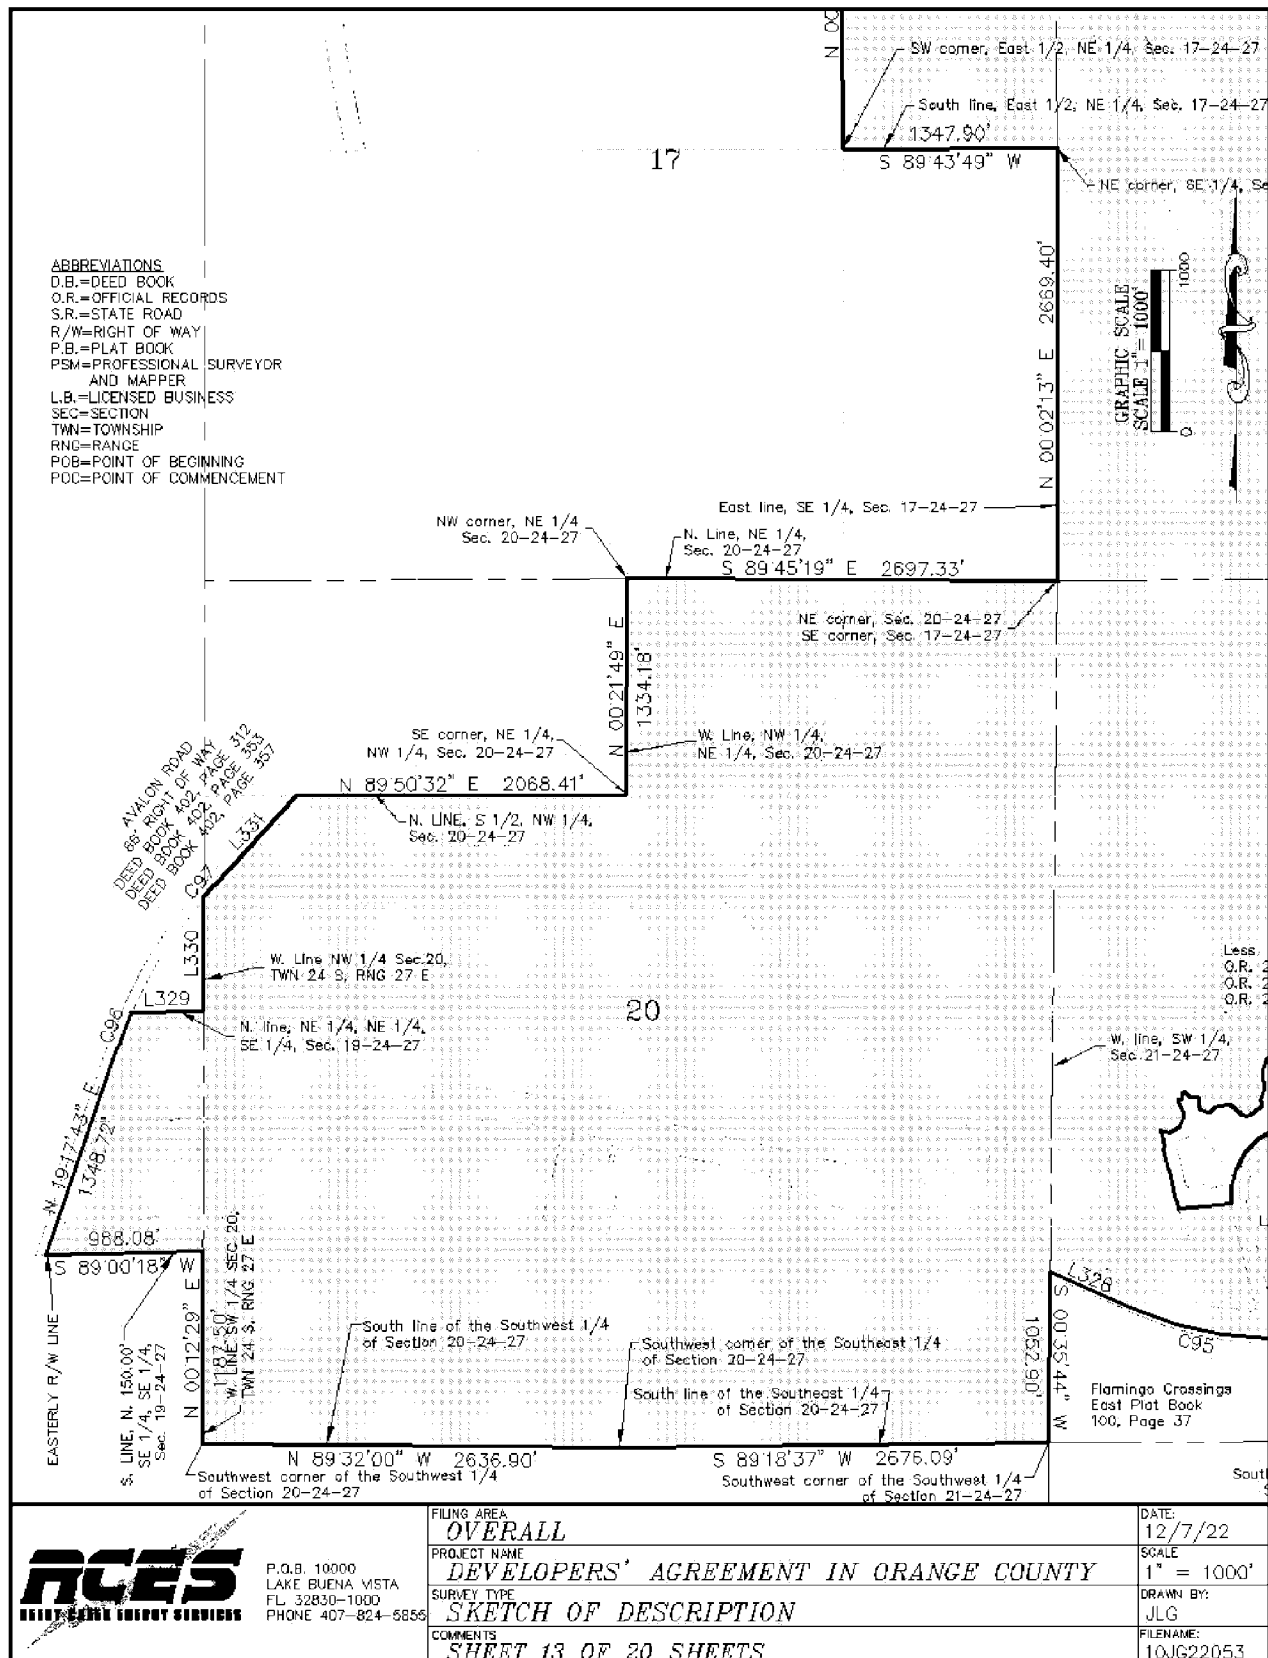 N 00
SW corner, East 1/2, NE 1/4, Sec. 17-24-27
South line, East 1/2, NE 1/4, Sec. 17-24-27
1347.90'
S 89°43'49" W
17
NE corner, SE 1/4, Se
ABBREVIATIONS
D.B.=DEED BOOK
O.R.=OFFICIAL RECORDS
S.R.=STATE ROAD
R/W=RIGHT OF WAY
P.B.=PLAT BOOK
PSM=PROFESSIONAL SURVEYOR
AND MAPPER
L.B.=LICENSED BUSINESS
SEC=SECTION
TWN=TOWNSHIP
RNG=RANGE
POB=POINT OF BEGINNING
POC=POINT OF COMMENCEMENT
N 00°02'13" E 2669.40'
GRAPHIC SCALE
SCALE 1"= 1000'
0
1000
East line, SE 1/4, Sec. 17-24-27
NW corner, NE 1/4
Sec. 20-24-27
N. Line, NE 1/4,
Sec. 20-24-27
S 89°45'19" E 2697.33'
NE corner, Sec. 20-24-27
SE corner, Sec. 17-24-27
N 00°21'49" E
1334.18'
SE corner, NE 1/4,
NW 1/4, Sec. 20-24-27
W. Line, NW 1/4,
NE 1/4, Sec. 20-24-27
N 89°50'32" E 2068.41'
N. LINE, S 1/2, NW 1/4,
Sec. 20-24-27
AVALON ROAD
66' RIGHT OF WAY
DEED BOOK 402, PAGE 312
DEED BOOK 402, PAGE 353
DEED BOOK 402, PAGE 357
L331
C97
L330
W. Line NW 1/4 Sec.20,
TWN 24 S, RNG 27 E
L329
C96
N. line, NE 1/4, NE 1/4,
SE 1/4, Sec. 19-24-27
20
Less
O.R. 2
O.R. 2
O.R. 2
W. line, SW 1/4,
Sec. 21-24-27
N 19°17'43" E
1348.72'
988.08'
S 89°00'18" W
EASTERLY R/W LINE
S. LINE, N. 150.00'
SE 1/4, SE 1/4,
Sec. 19-24-27
N 00°12'29" E
1187.50'
W. LINE SW 1/4 SEC 20,
TWN 24 S, RNG 27 E
L
L328
C95
S 00°35'44" W
1052.90'
South line of the Southwest 1/4
of Section 20-24-27
Southwest corner of the Southeast 1/4
of Section 20-24-27
South line of the Southeast 1/4
of Section 20-24-27
Flamingo Crossings
East Plat Book
100, Page 37
N 89°32'00" W 2636.90'
S 89°18'37" W 2676.09'
Southwest corner of the Southwest 1/4
of Section 20-24-27
Southwest corner of the Southwest 1/4
of Section 21-24-27
Sout
RCES
REEDY CREEK ENERGY SERVICES
P.O.B. 10000
LAKE BUENA VISTA
FL 32830-1000
PHONE 407-824-5856
FILING AREA
OVERALL
PROJECT NAME
DEVELOPERS' AGREEMENT IN ORANGE COUNTY
SURVEY TYPE
SKETCH OF DESCRIPTION
COMMENTS
SHEET 13 OF 20 SHEETS
DATE:
12/7/22
SCALE
1" = 1000'
DRAWN BY:
JLG
FILENAME:
10JG22053